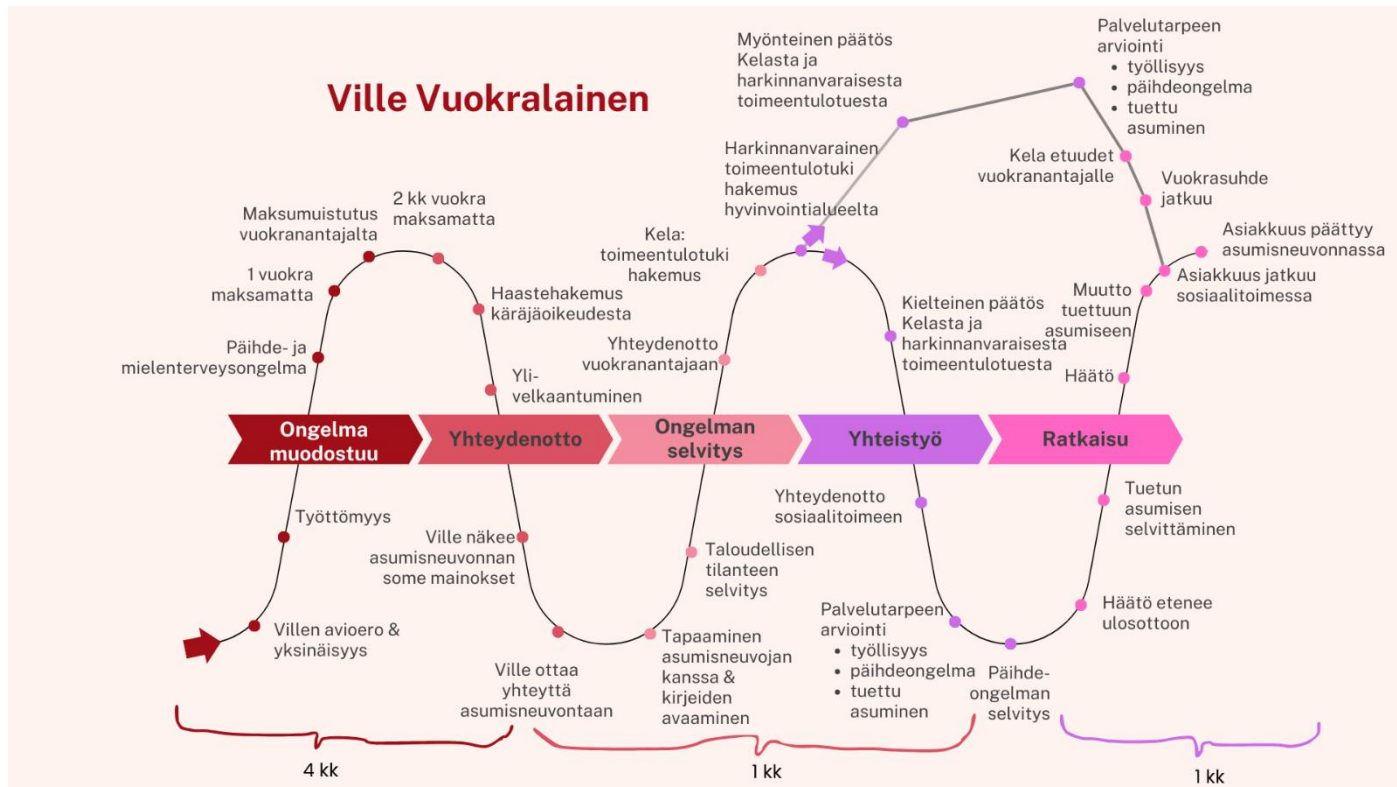 Ville Vuokralainen
Villen avioero &
yksinäisyys
Työttömyys
Ongelma
muodostuu
Päihde- ja
mielenterveysongelma
1 vuokra
maksamatta
Maksumuistutus
vuokranantajalta
2 kk vuokra
maksamatta
Haastehakemus
käräjäoikeudesta
Yli-
velkaantuminen
Yhteydenotto
Ville näkee
asumisneuvonnan
some mainokset
Ville ottaa
yhteyttä
asumisneuvontaan
Tapaaminen
asumisneuvojan
kanssa &
kirjeiden
avaaminen
Taloudellisen
tilanteen
selvitys
Ongelman
selvitys
Yhteydenotto
vuokranantajaan
Kela:
toimeentulotuki
hakemus
Harkinnanvarainen
toimeentulotuki
hakemus
hyvinvointialueelta
Myönteinen päätös
Kelasta ja
harkinnanvaraisesta
toimeentulotuesta
Palvelutarpeen
arviointi
• työllisyys
• päihdeongelma
• tuettu
asuminen
Kela etuudet
vuokranantajalle
Vuokrasuhde
jatkuu
Kielteinen päätös
Kelasta ja
harkinnanvaraisesta
toimeentulotuesta
Yhteistyö
Yhteydenotto
sosiaalitoimeen
Palvelutarpeen
arviointi
• työllisyys
• päihdeongelma
• tuettu
asuminen
Päihde-
ongelman
selvitys
Häätö etenee
ulosottoon
Tuetun
asumisen
selvittäminen
Ratkaisu
Häätö
Muutto
tuettuun
asumiseen
Asiakkuus jatkuu
sosiaalitoimessa
Asiakkuus päättyy
asumisneuvonnassa
4 kk
1 kk
1 kk